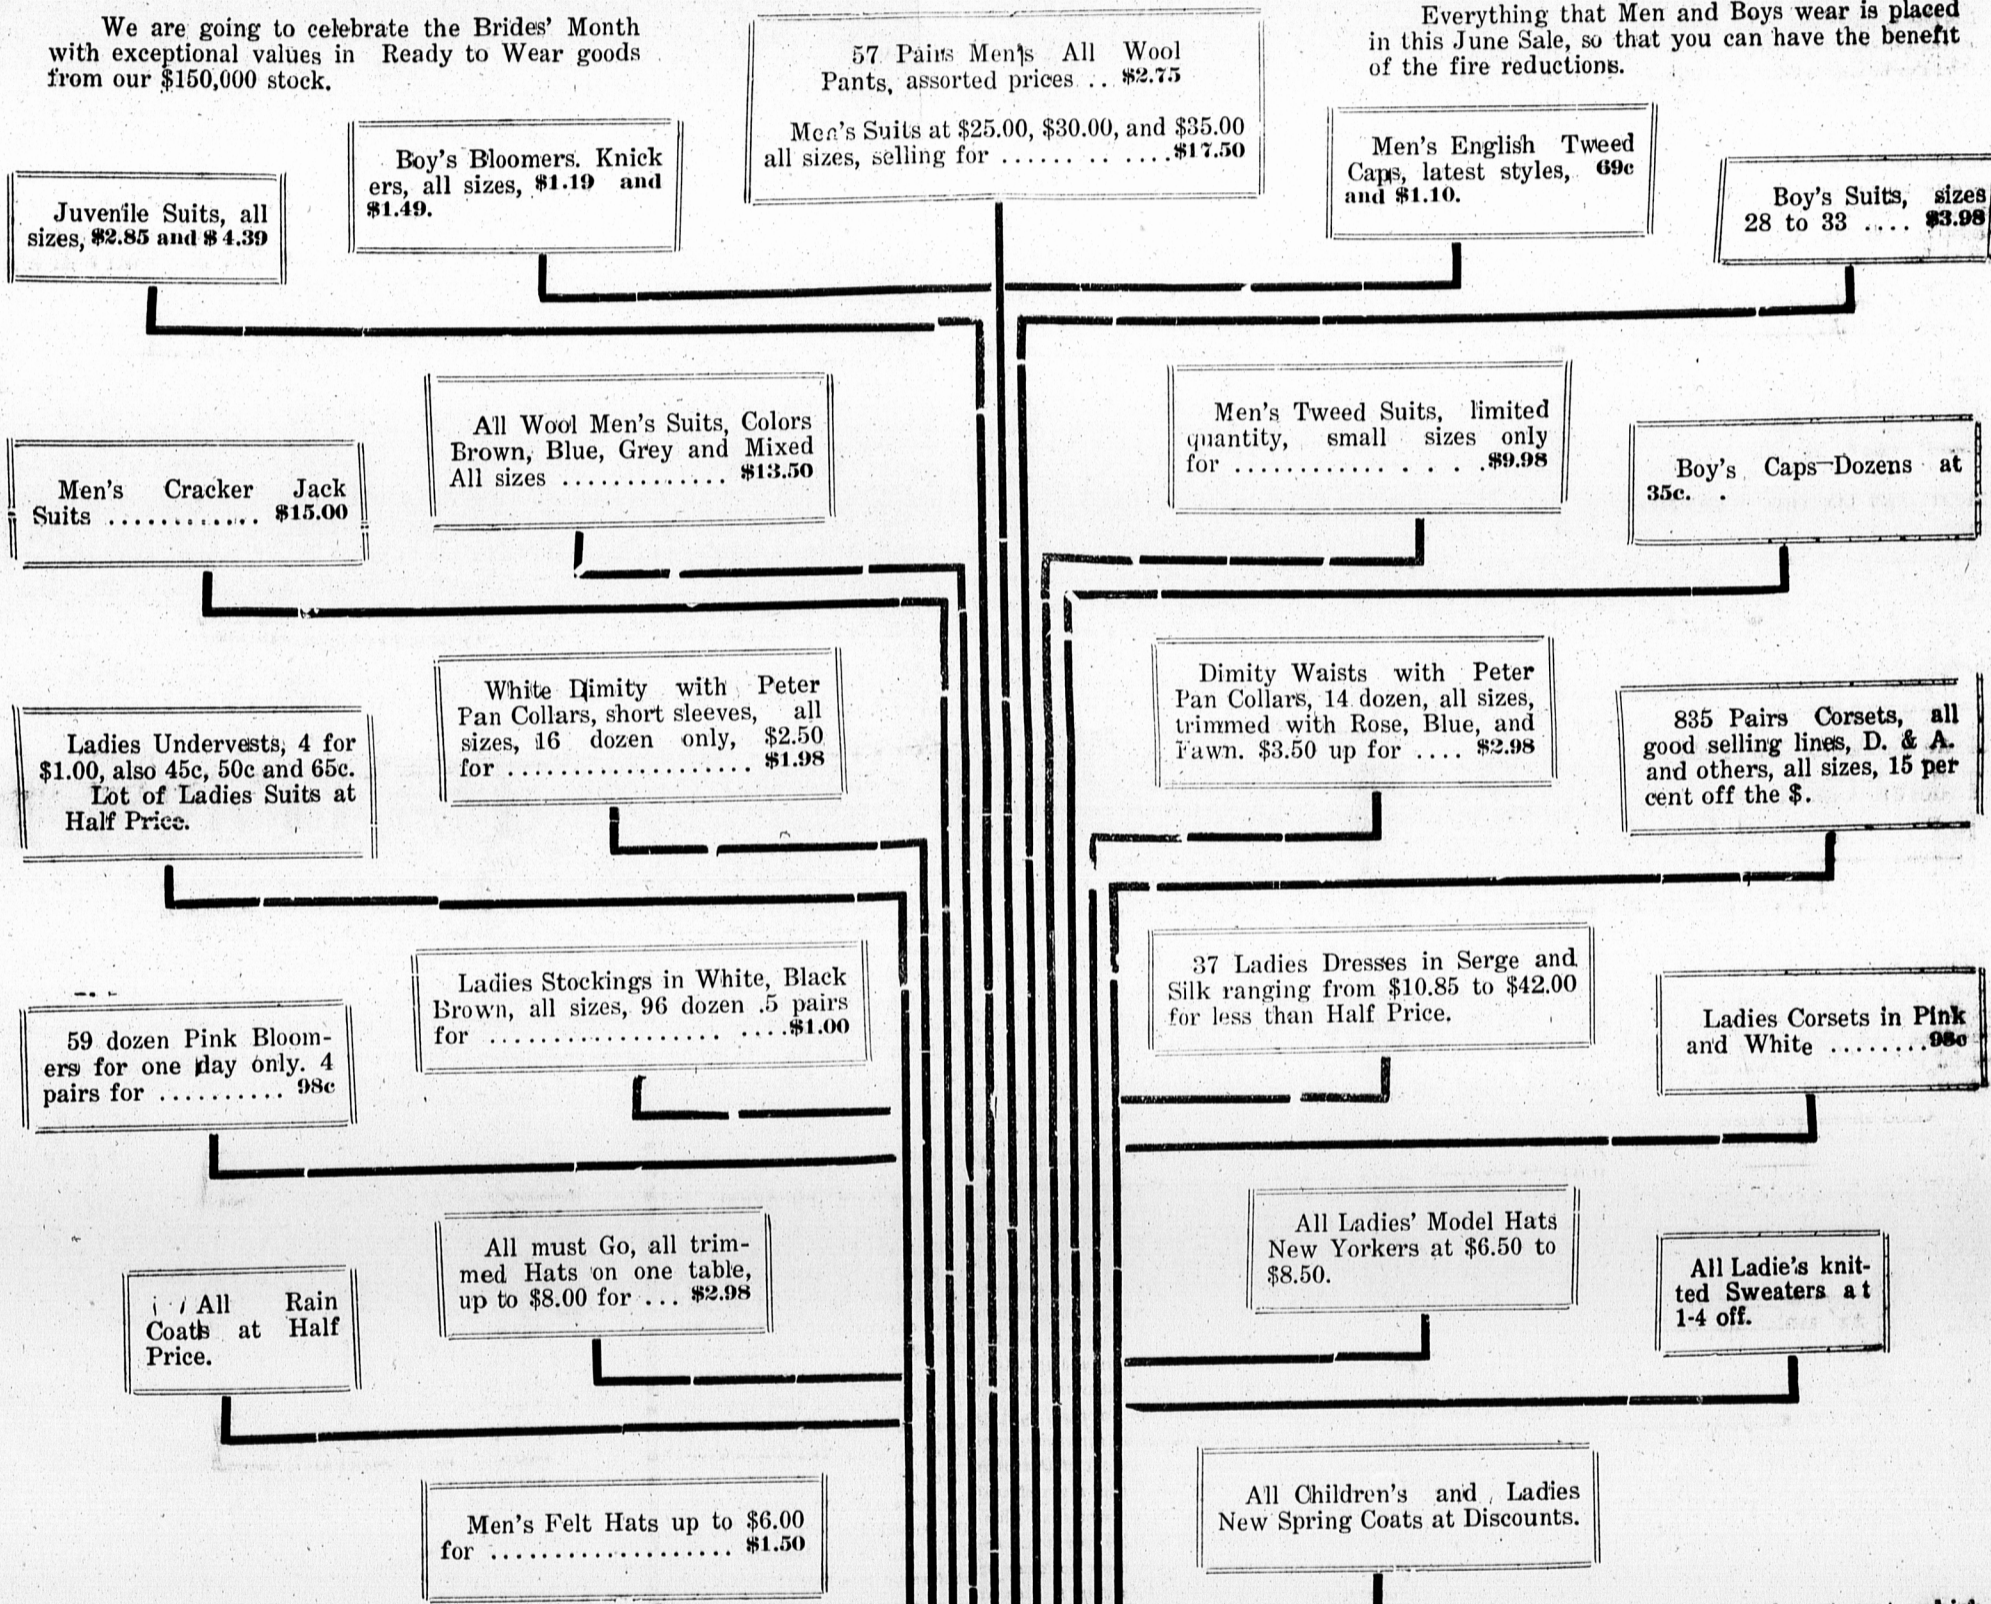 We are going to celebrate the Brides' Month
with exceptional values in Ready to Wear goods
from our $150,000 stock.
57 Pairs Men's All Wool
Pants, assorted prices .. $2.75
Men's Suits at $25.00, $30.00, and $35.00
all sizes, selling for ....... .. ....$17.50
Everything that Men and Boys wear is placed
in this June Sale, so that you can have the benefit
of the fire reductions.
Juvenile Suits, all
sizes, $2.85 and $4.39
Boy's Bloomers. Knick
ers, all sizes, $1.19 and
$1.49.
Men's English Tweed
Caps, latest styles, 69c
and $1.10.
Boy's Suits, sizes
28 to 33 .... $3.98
Men's Cracker Jack
Suits ............ $15.00
All Wool Men's Suits, Colors
Brown, Blue, Grey and Mixed
All sizes ............. $13.50
Men's Tweed Suits, limited
quantity, small sizes only
for ............ . . . .$9.98
Boy's Caps—Dozens at
35c. .
Ladies Undervests, 4 for
$1.00, also 45c, 50c and 65c.
Lot of Ladies Suits at
Half Price.
White Dimity with Peter
Pan Collars, short sleeves, all
sizes, 16 dozen only, $2.50
for .................... $1.98
Dimity Waists with Peter
Pan Collars, 14 dozen, all sizes,
trimmed with Rose, Blue, and
Fawn. $3.50 up for .... $2.98
835 Pairs Corsets, all
good selling lines, D. & A.
and others, all sizes, 15 per
cent off the $.
59 dozen Pink Bloom-
ers for one day only. 4
pairs for .......... 98c
Ladies Stockings in White, Black
Brown, all sizes, 96 dozen .5 pairs
for .................. ....$1.00
37 Ladies Dresses in Serge and
Silk ranging from $10.85 to $42.00
for less than Half Price.
Ladies Corsets in Pink
and White ........98c
All Rain
Coats at Half
Price.
All must Go, all trim-
med Hats on one table,
up to $8.00 for ... $2.98
All Ladies' Model Hats
New Yorkers at $6.50 to
$8.50.
All Ladie's knit-
ted Sweaters at
1-4 off.
Men's Felt Hats up to $6.00
for .................... $1.50
All Children's and Ladies
New Spring Coats at Discounts.